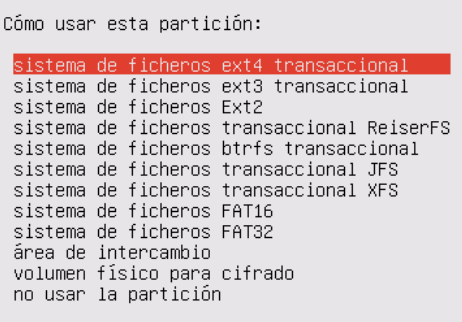 Cómo usar esta partición:
sistema de ficheros ext4 transaccional
sistema de ficheros ext3 transaccional
sistema de ficheros Ext2
sistema de ficheros transaccional ReiserFS
sistema de ficheros btrfs transaccional
sistema de ficheros transaccional JFS
sistema de ficheros transaccional XFS
sistema de ficheros FAT16
sistema de ficheros FAT32
área de intercambio
volumen físico para cifrado
no usar la partición